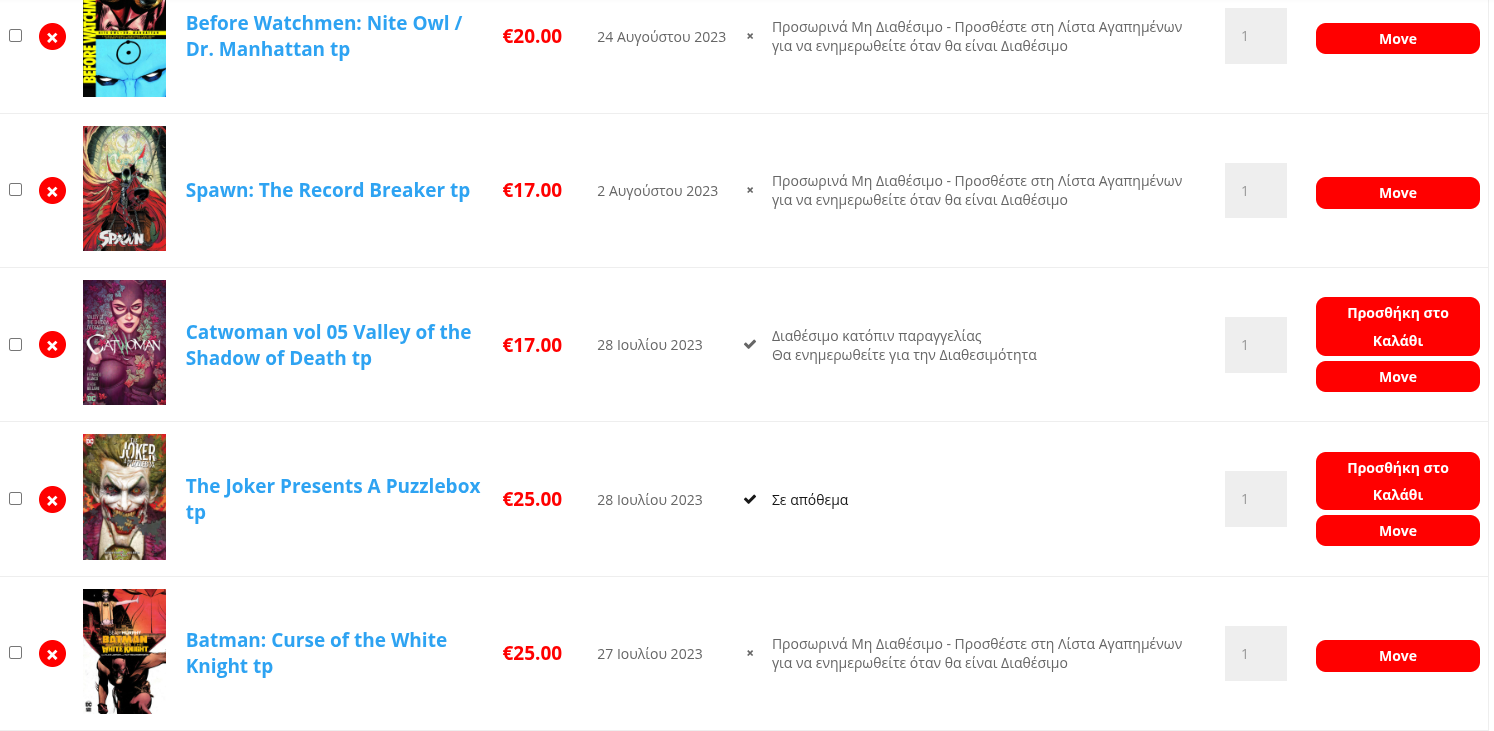 BEFORE WATCHMEN
Before Watchmen: Nite Owl /
Dr. Manhattan tp
€20.00
24 Αυγούστου 2023
Προσωρινά Μη Διαθέσιμο - Προσθέστε στη Λίστα Αγαπημένων
για να ενημερωθείτε όταν θα είναι Διαθέσιμο
1
Move
SPAWN
Spawn: The Record Breaker tp
€17.00
2 Αυγούστου 2023
Προσωρινά Μη Διαθέσιμο - Προσθέστε στη Λίστα Αγαπημένων
για να ενημερωθείτε όταν θα είναι Διαθέσιμο
1
Move
CATWOMAN
DC
Catwoman vol 05 Valley of the
Shadow of Death tp
€17.00
28 Ιουλίου 2023
Διαθέσιμο κατόπιν παραγγελίας
Θα ενημερωθείτε για την Διαθεσιμότητα
1
Προσθήκη στο
Καλάθι
Move
THE
JOKER
The Joker Presents A Puzzlebox
tp
€25.00
28 Ιουλίου 2023
Σε απόθεμα
1
Προσθήκη στο
Καλάθι
Move
BATMAN
WHITE KNIGHT
Batman: Curse of the White
Knight tp
€25.00
27 Ιουλίου 2023
Προσωρινά Μη Διαθέσιμο - Προσθέστε στη Λίστα Αγαπημένων
για να ενημερωθείτε όταν θα είναι Διαθέσιμο
1
Move